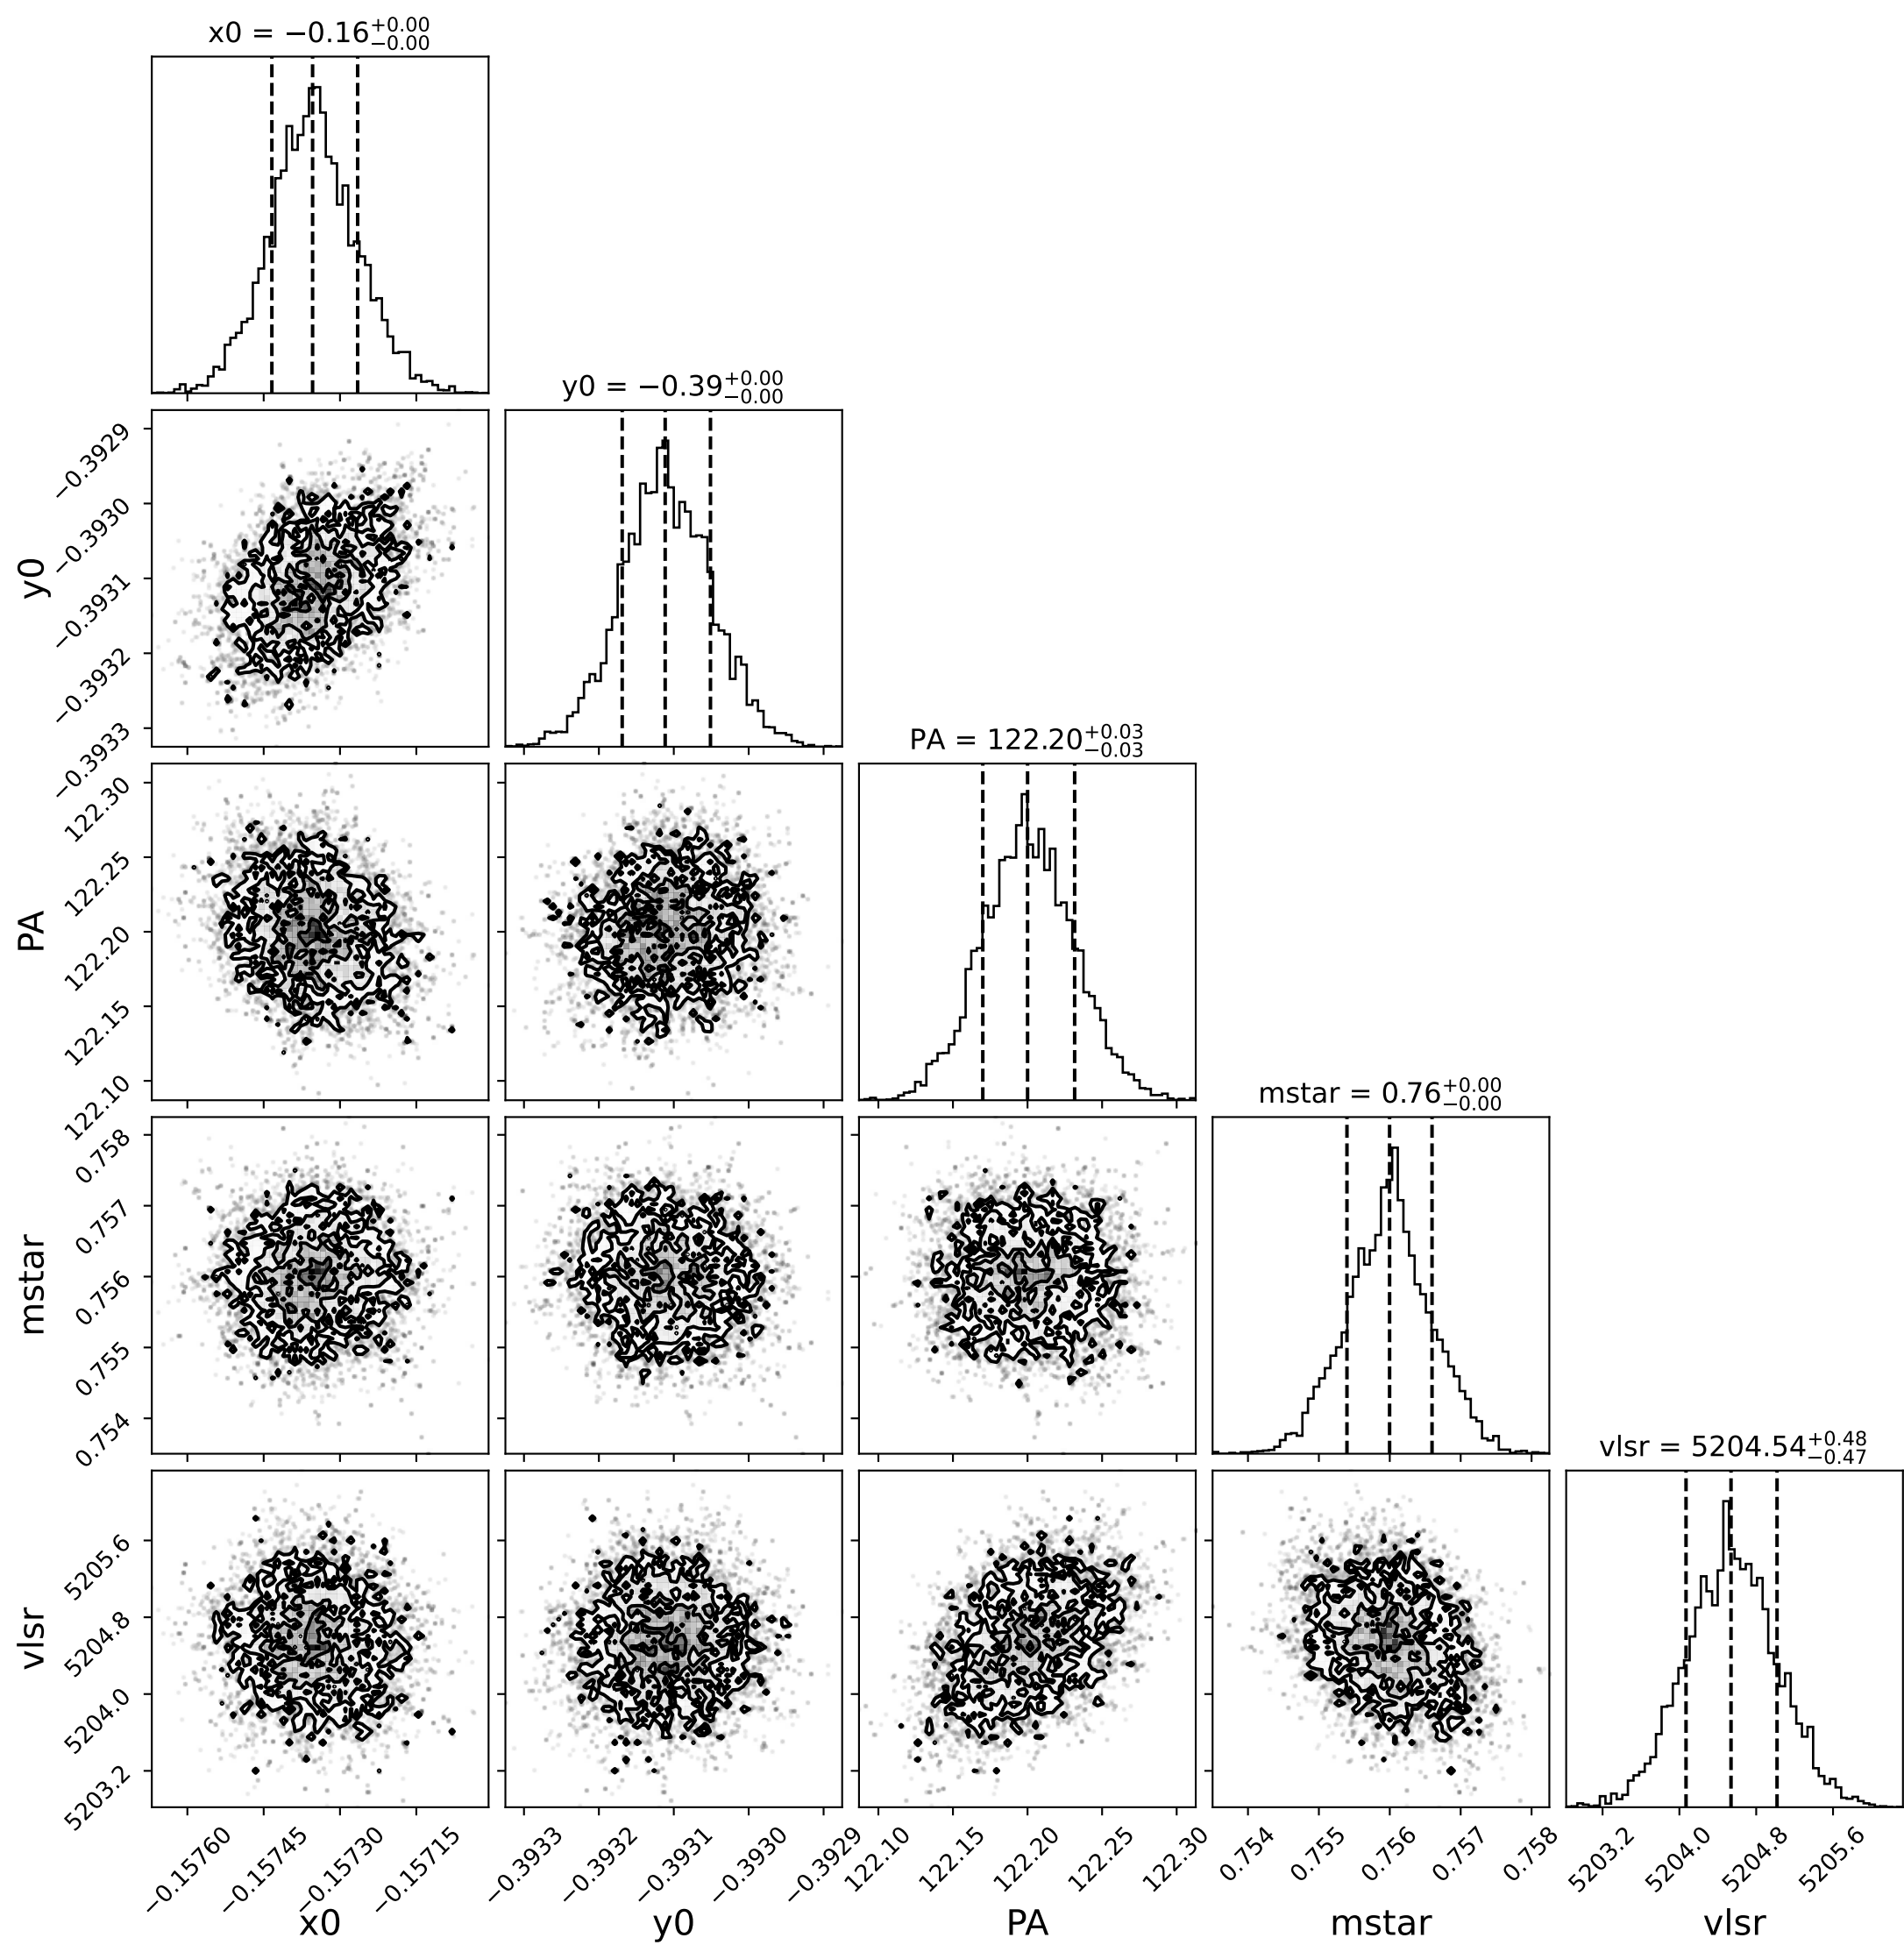 x0 = −0.16 +0.00 −0.00
y0 = −0.39 +0.00 −0.00
−0.3929
−0.3930
−0.3931
−0.3932
−0.3933
y0
PA = 122.20 +0.03 −0.03
122.30
122.25
122.20
122.15
122.10
PA
mstar = 0.76 +0.00 −0.00
0.758
0.757
0.756
0.755
0.754
mstar
vlsr = 5204.54 +0.48 −0.47
5205.6
5204.8
5204.0
5203.2
vlsr
−0.15760 −0.15745 −0.15730 −0.15715
−0.3933 −0.3932 −0.3931 −0.3930 −0.3929
122.10 122.15 122.20 122.25 122.30
0.754 0.755 0.756 0.757 0.758
5203.2 5204.0 5204.8 5205.6
x0 y0 PA mstar vlsr